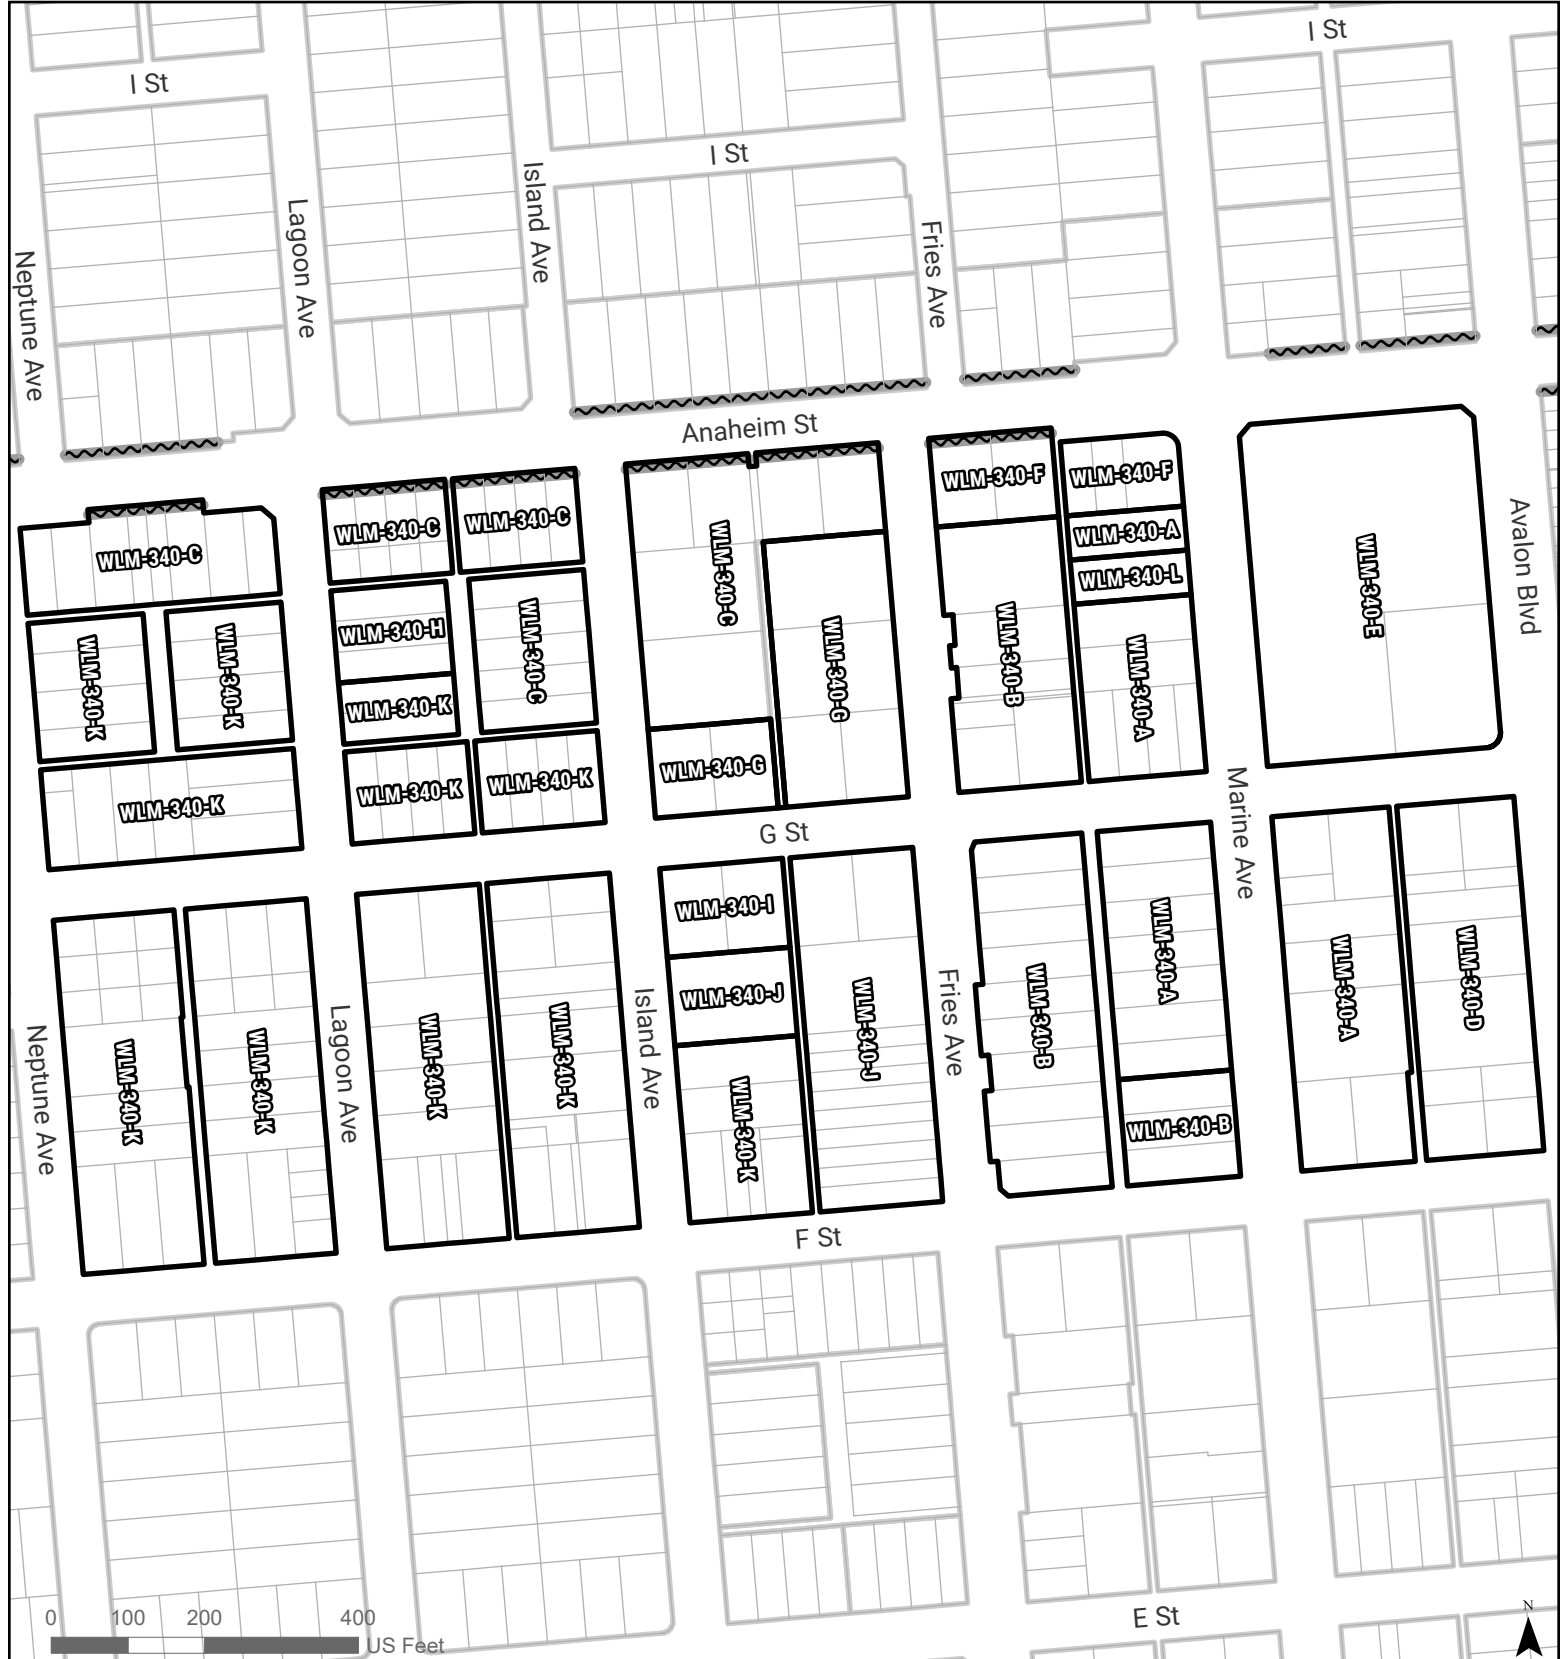 I St
I St
I St
Neptune Ave
Lagoon Ave
Island Ave
Fries Ave
Anaheim St
WLM-340-C
WLM-340-C
WLM-340-C
WLM-340-C
WLM-340-F
WLM-340-F
WLM-340-A
WLM-340-L
WLM-340-E
Avalon Blvd
WLM-340-K
WLM-340-K
WLM-340-H
WLM-340-K
WLM-340-C
WLM-340-G
WLM-340-B
WLM-340-A
WLM-340-K
WLM-340-K
WLM-340-K
WLM-340-G
Marine Ave
G St
WLM-340-K
WLM-340-K
WLM-340-K
WLM-340-K
WLM-340-I
WLM-340-J
WLM-340-K
WLM-340-J
WLM-340-B
WLM-340-A
WLM-340-B
WLM-340-A
WLM-340-D
Neptune Ave
Lagoon Ave
Island Ave
Fries Ave
F St
E St
0 100 200 400
US Feet
N